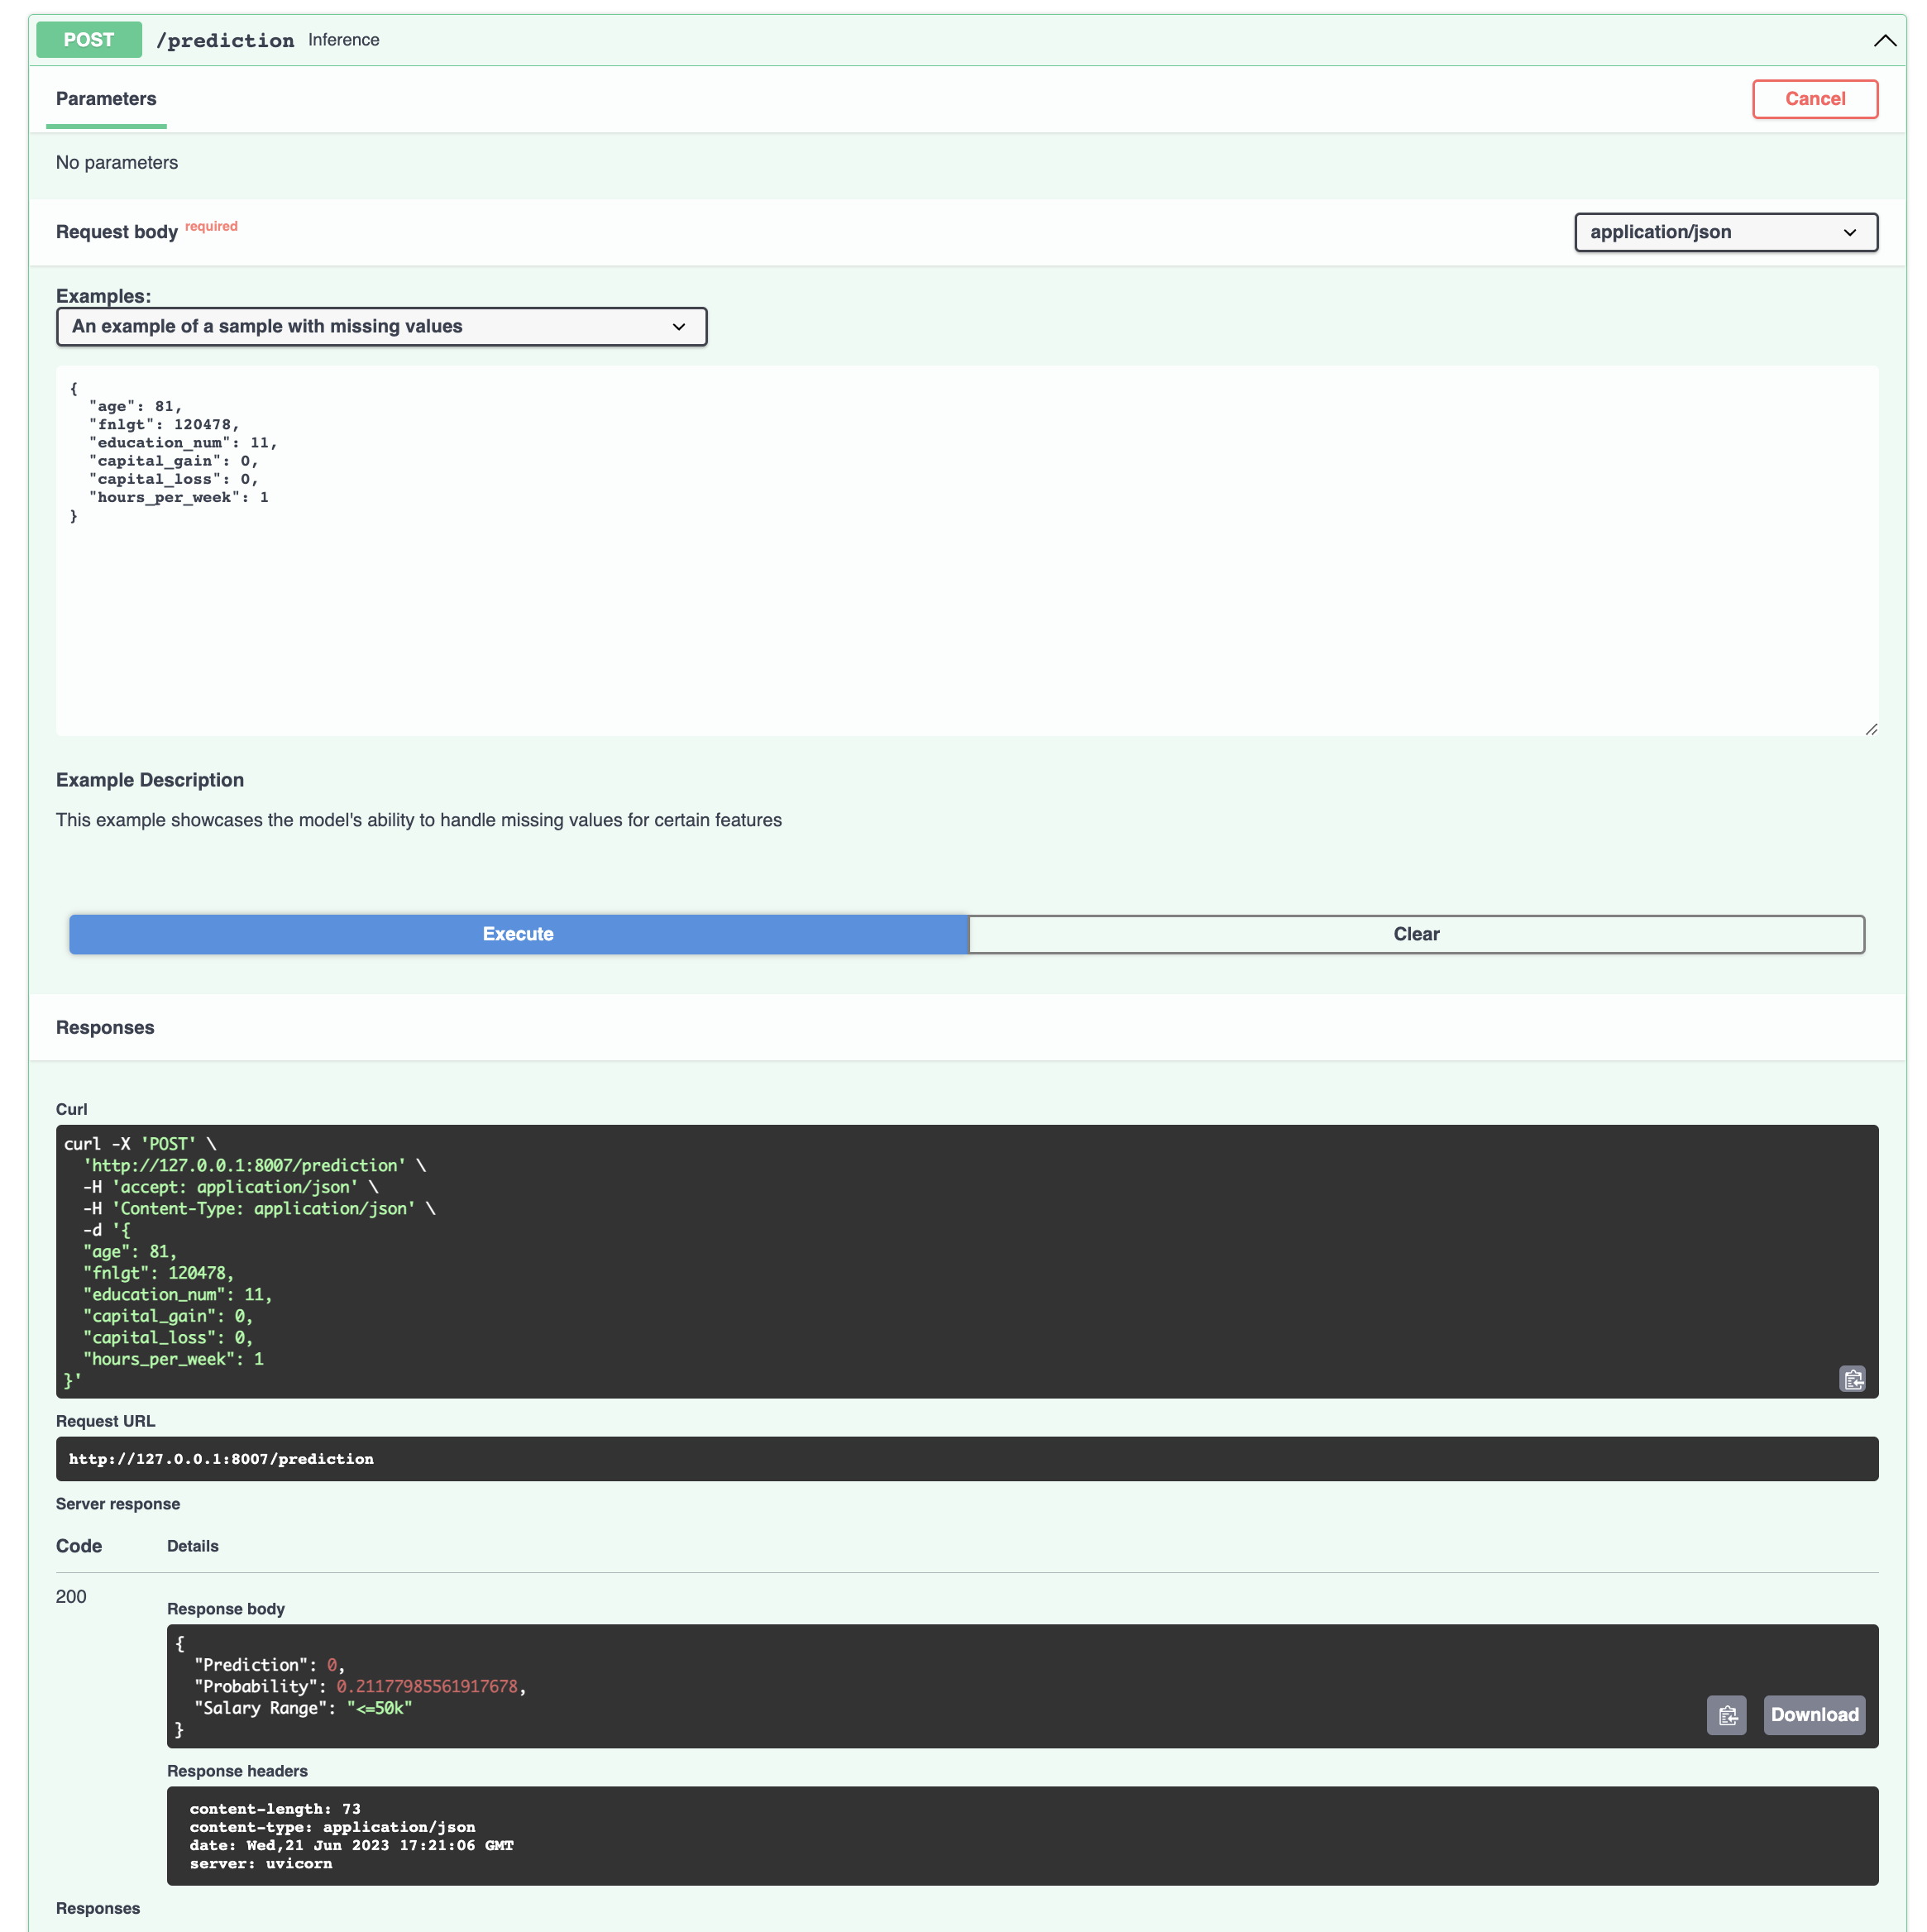 POST /prediction Inference
Parameters
Cancel
No parameters
Request body required
application/json
Examples:
An example of a sample with missing values
{
  "age": 81,
  "fnlgt": 120478,
  "education_num": 11,
  "capital_gain": 0,
  "capital_loss": 0,
  "hours_per_week": 1
}
Example Description
This example showcases the model's ability to handle missing values for certain features
Execute
Clear
Responses
Curl
curl -X 'POST' \
  'http://127.0.0.1:8007/prediction' \
  -H 'accept: application/json' \
  -H 'Content-Type: application/json' \
  -d '{
  "age": 81,
  "fnlgt": 120478,
  "education_num": 11,
  "capital_gain": 0,
  "capital_loss": 0,
  "hours_per_week": 1
}'
Request URL
http://127.0.0.1:8007/prediction
Server response
Code Details
200
Response body
{
  "Prediction": 0,
  "Probability": 0.21177985561917678,
  "Salary Range": "<=50k"
}
Download
Response headers
content-length: 73
content-type: application/json
date: Wed,21 Jun 2023 17:21:06 GMT
server: uvicorn
Responses